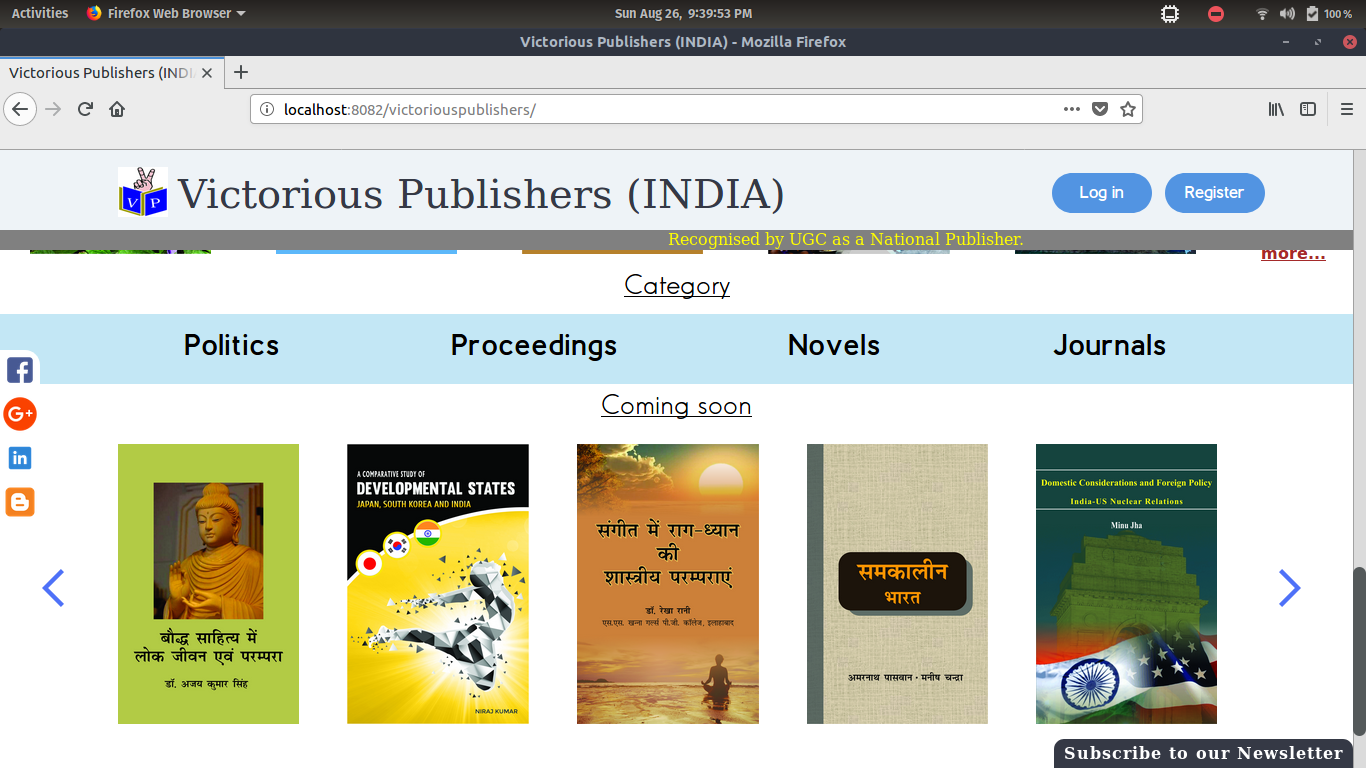 Activities Firefox Web Browser Sun Aug 26, 9:39:53 PM 100 %
Victorious Publishers (INDIA) - Mozilla Firefox
Victorious Publishers (INDI
localhost:8082/victoriouspublishers/
VP Victorious Publishers (INDIA) Log in Register
Recognised by UGC as a National Publisher.
more...
Category
Politics Proceedings Novels Journals
Coming soon
बौद्ध साहित्य में
लोक जीवन एवं परम्परा
डॉ. अजय कुमार सिंह
A COMPARATIVE STUDY OF
DEVELOPMENTAL STATES
JAPAN, SOUTH KOREA AND INDIA
NIRAJ KUMAR
संगीत में राग-ध्यान
की
शास्त्रीय परम्पराएं
डॉ. रेखा रानी
एस.एस. खन्ना गर्ल्स पी.जी. कॉलेज, इलाहाबाद
समकालीन
भारत
अमरनाथ पासवान • मनीष चन्द्रा
Domestic Considerations and Foreign Policy
India-US Nuclear Relations
Minu Jha
Subscribe to our Newsletter